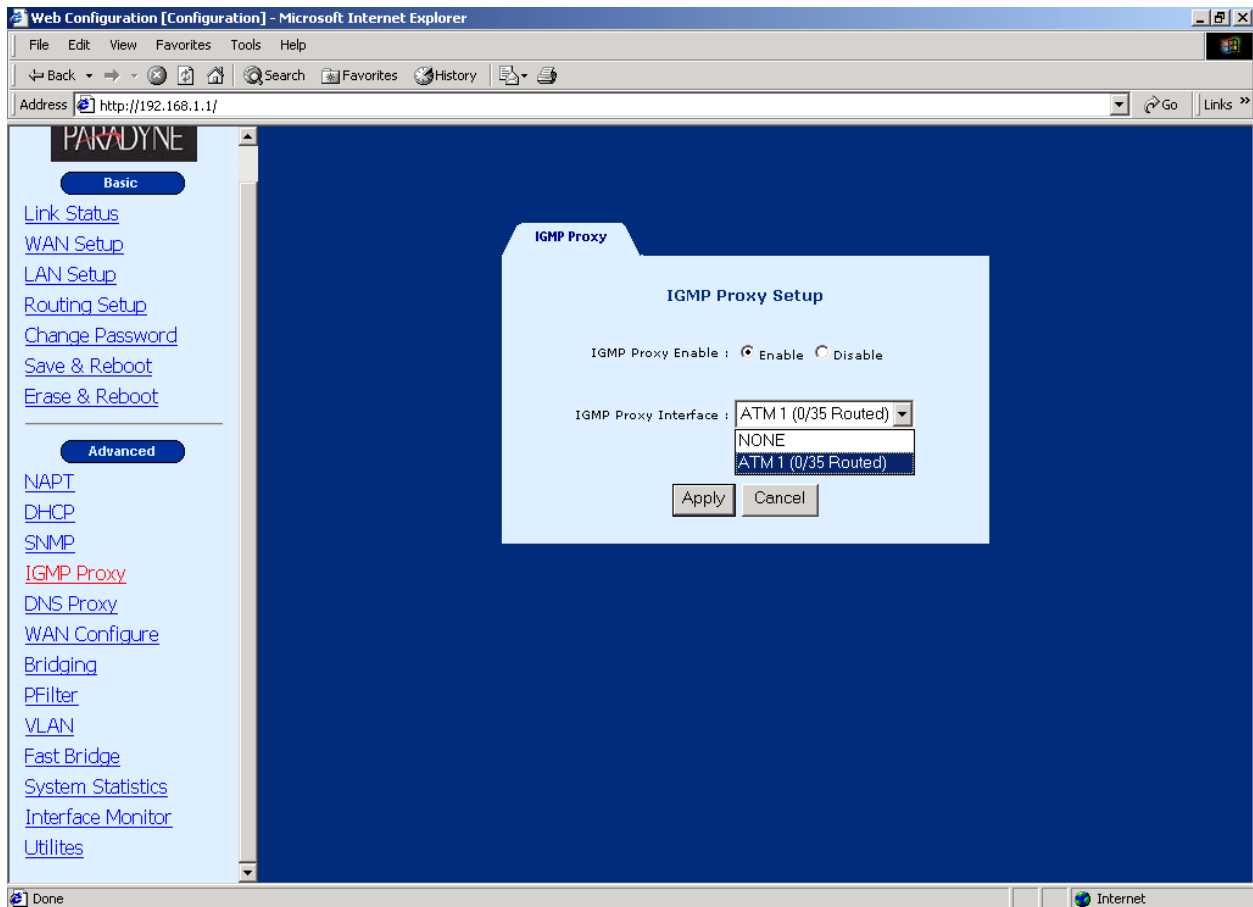 Web Configuration [Configuration] - Microsoft Internet Explorer
File Edit View Favorites Tools Help
Back Search Favorites History
Address http://192.168.1.1/ Go Links »
PARADYNE
Basic
Link Status
WAN Setup
LAN Setup
Routing Setup
Change Password
Save & Reboot
Erase & Reboot
Advanced
NAPT
DHCP
SNMP
IGMP Proxy
DNS Proxy
WAN Configure
Bridging
PFilter
VLAN
Fast Bridge
System Statistics
Interface Monitor
Utilites
IGMP Proxy
IGMP Proxy Setup
IGMP Proxy Enable : Enable Disable
IGMP Proxy Interface : ATM 1 (0/35 Routed)
NONE
ATM 1 (0/35 Routed)
Apply Cancel
Done Internet